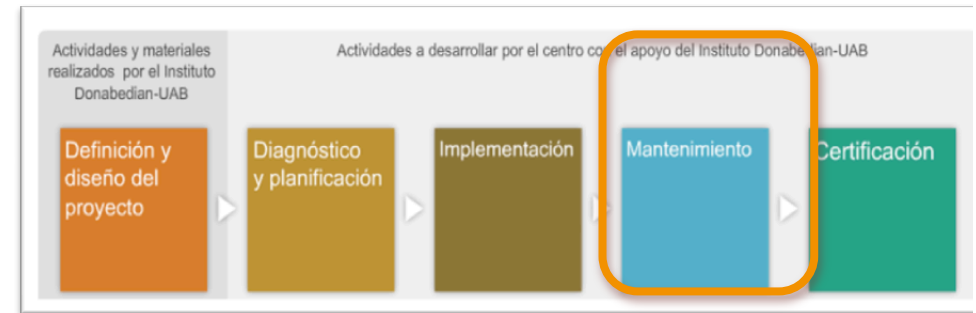 Actividades y materiales
realizados por el Instituto
Donabedian-UAB
Actividades a desarrollar por el centro con el apoyo del Instituto Donabedian-UAB
Definición y
diseño del
proyecto
Diagnóstico
y planificación
Implementación
Mantenimiento
Certificación